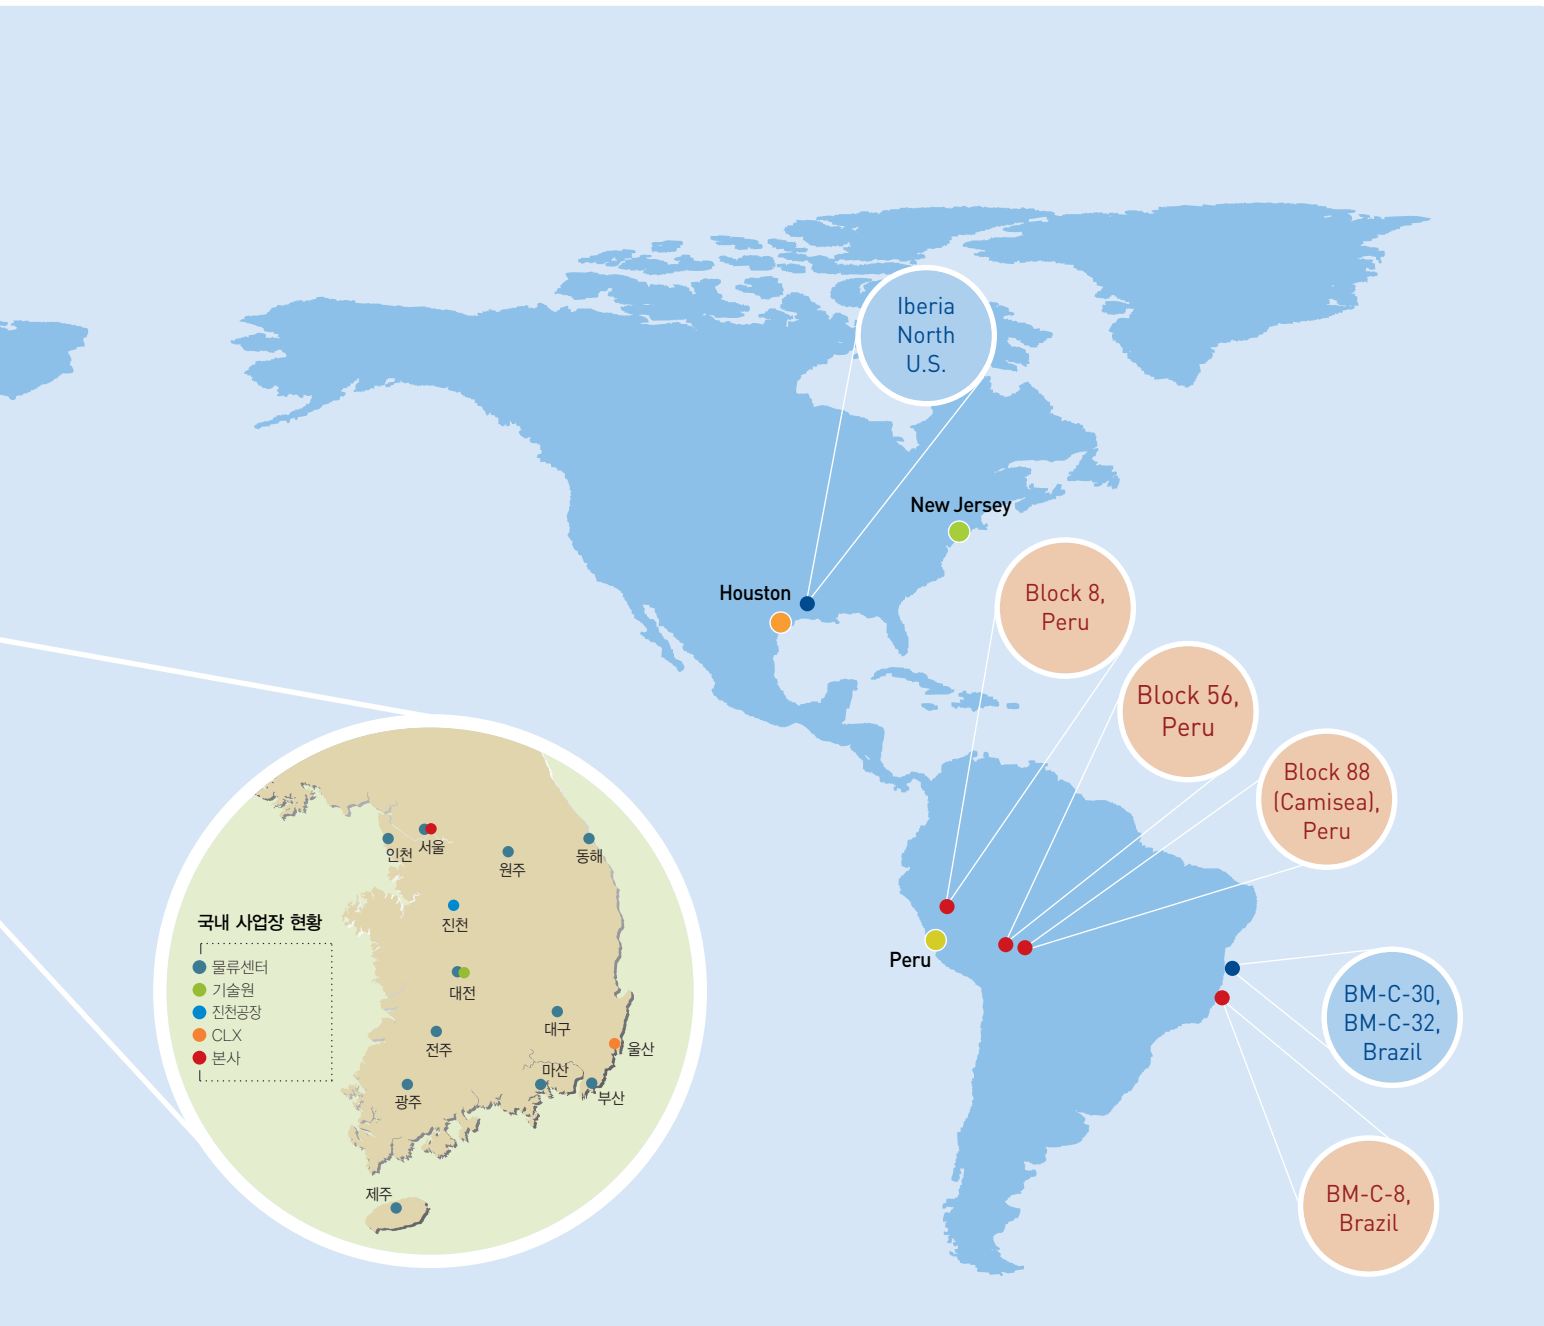 Iberia
North
U.S.
New Jersey
Houston
Block 8,
Peru
Block 56,
Peru
Block 88
(Camisea),
Peru
Peru
BM-C-30,
BM-C-32,
Brazil
BM-C-8,
Brazil
인천
서울
원주
동해
진천
대전
대구
전주
울산
마산
광주
부산
제주
국내 사업장 현황
물류센터
기술원
진천공장
CLX
본사